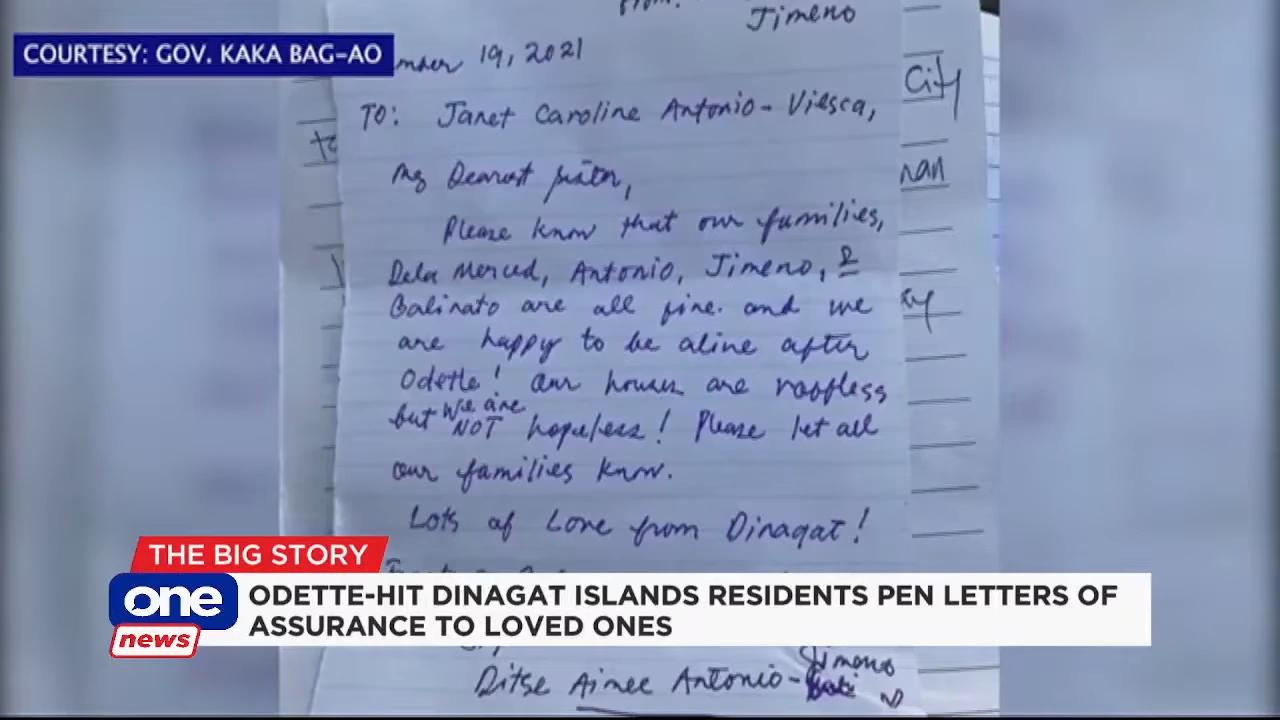 COURTESY: GOV. KAKA BAG-AO
Jimeno
19, 2021
City
TO: Janet Caroline Antonio-Viesca,
My Dearest sister,
Please know that our families,
Dela Merced, Antonio, Jimeno, &
Balinato are all fine. and we
are happy to be alive after
Odette! Our houses are roofless
but we are NOT hopeless! Please let all
our families know.
Lots of Love from Dinagat!
THE BIG STORY
one
news
ODETTE-HIT DINAGAT ISLANDS RESIDENTS PEN LETTERS OF
ASSURANCE TO LOVED ONES
Jimeno
Ditse Aimee Antonio-